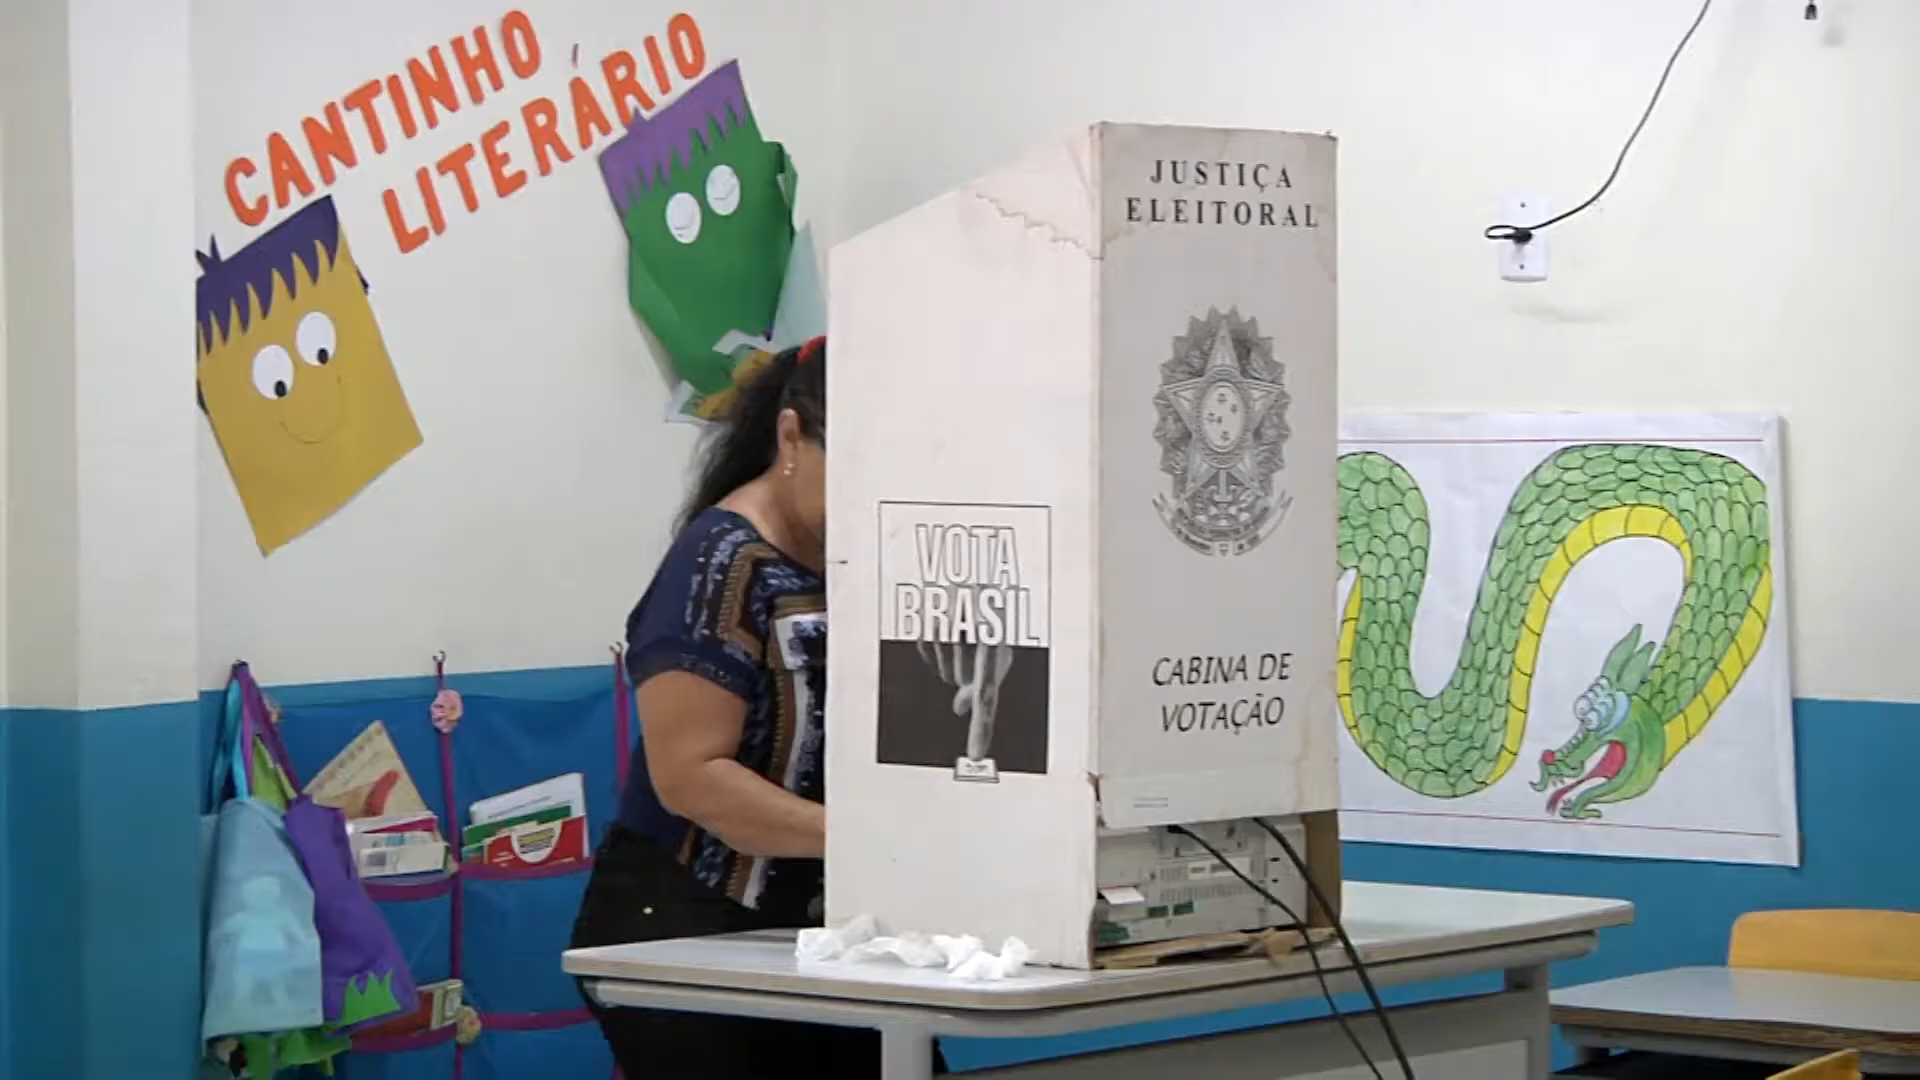 CANTINHO
LITERÁRIO
JUSTIÇA
ELEITORAL
VOTA
BRASIL
CABINA DE
VOTAÇÃO